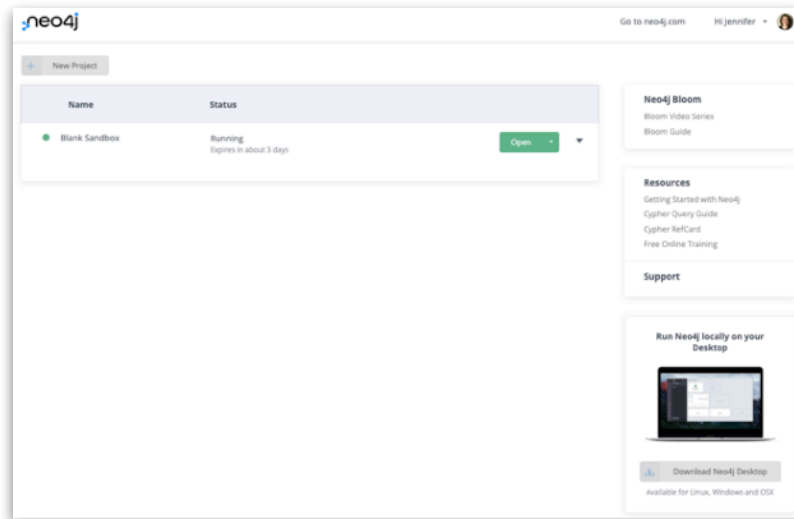 neo4j
Go to neo4j.com
Hi Jennifer
+ New Project
Name
Status
Blank Sandbox
Running
Expires in about 3 days
Open
Neo4j Bloom
Bloom Video Series
Bloom Guide
Resources
Getting Started with Neo4j
Cypher Query Guide
Cypher RefCard
Free Online Training
Support
Run Neo4j locally on your
Desktop
Download Neo4j Desktop
Available for Linux, Windows and OSX